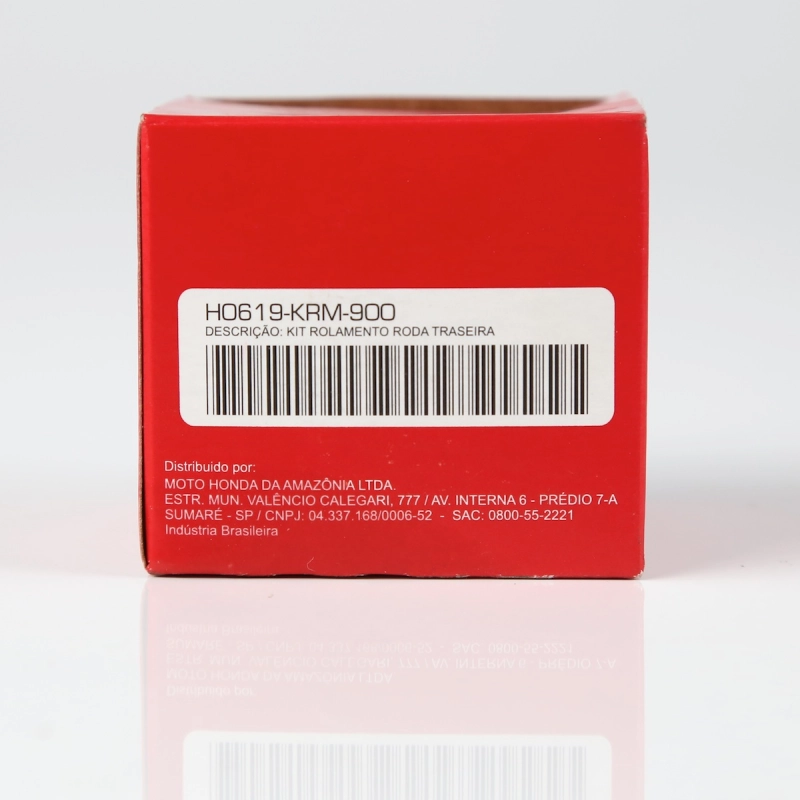 H0619-KRM-900
DESCRIÇÃO: KIT ROLAMENTO RODA TRASEIRA
Distribuido por:
MOTO HONDA DA AMAZÔNIA LTDA.
ESTR. MUN. VALÊNCIO CALEGARI, 777 / AV. INTERNA 6 - PRÉDIO 7-A
SUMARÉ - SP / CNPJ: 04.337.168/0006-52 - SAC: 0800-55-2221
Indústria Brasileira